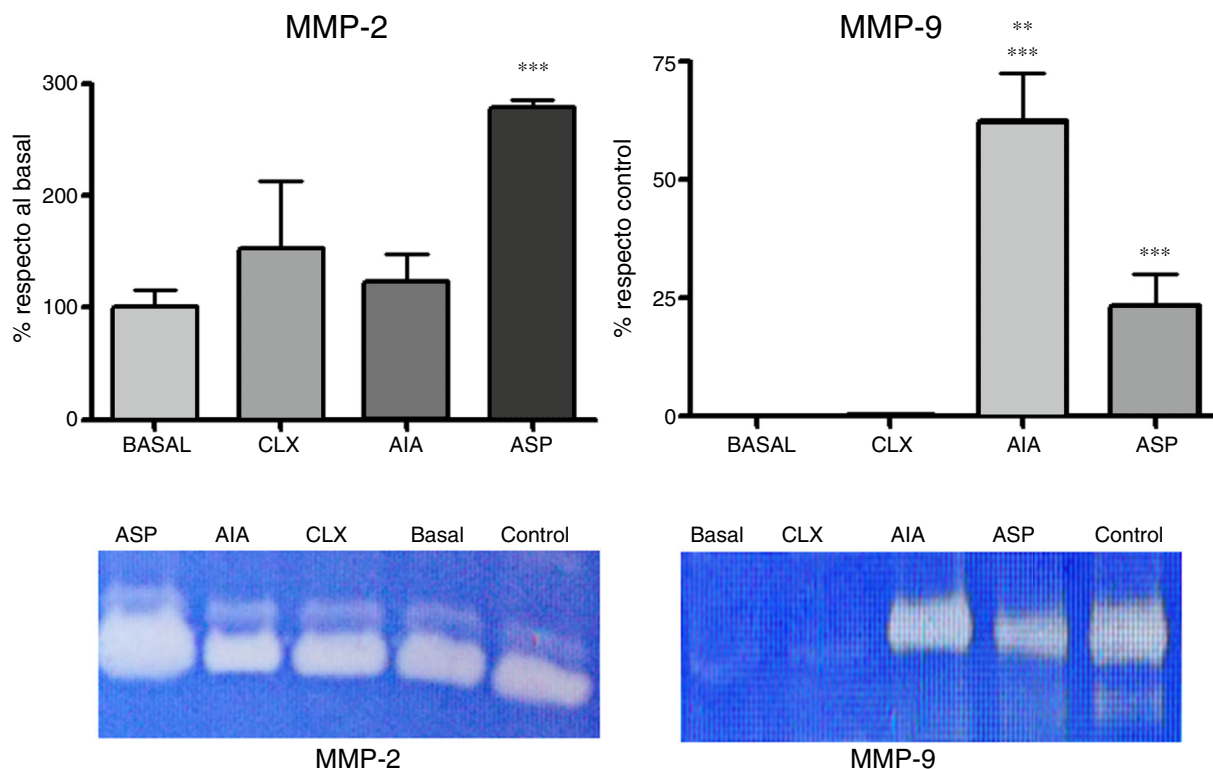 MMP-2
***
300
200
100
0
% respecto al basal
BASAL CLX AIA ASP
MMP-9
**
***
***
75
50
25
0
% respecto control
BASAL CLX AIA ASP
ASP AIA CLX Basal Control
MMP-2
Basal CLX AIA ASP Control
MMP-9